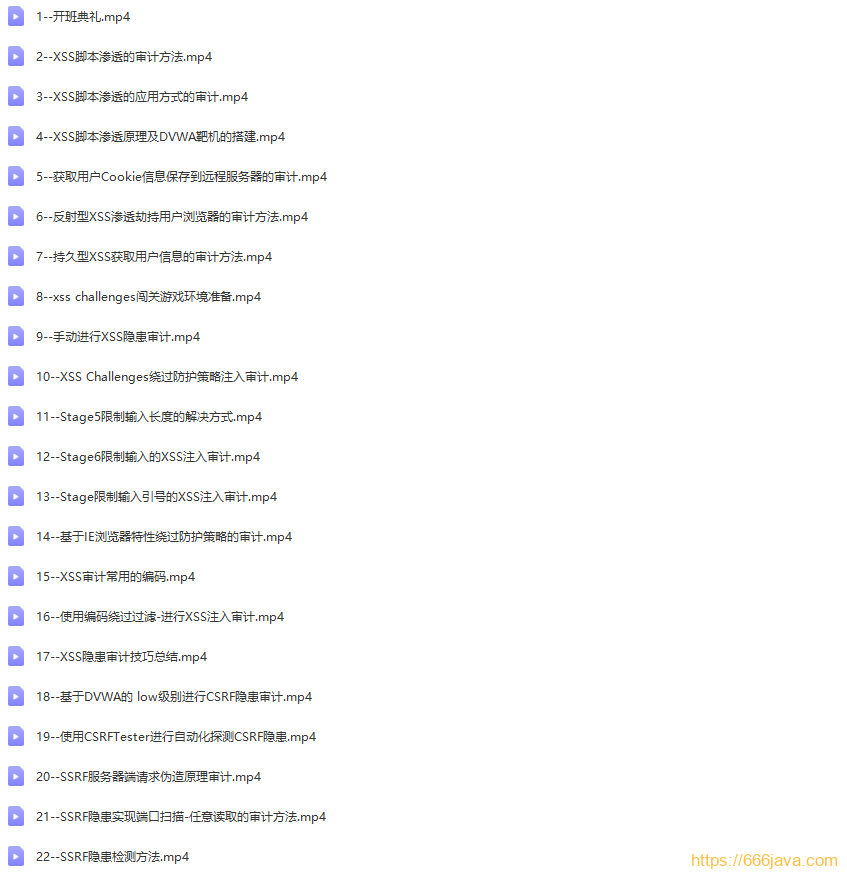 1--开班典礼.mp4
2--XSS脚本渗透的审计方法.mp4
3--XSS脚本渗透的应用方式的审计.mp4
4--XSS脚本渗透原理及DVWA靶机的搭建.mp4
5--获取用户Cookie信息保存到远程服务器的审计.mp4
6--反射型XSS渗透劫持用户浏览器的审计方法.mp4
7--持久型XSS获取用户信息的审计方法.mp4
8--xss challenges闯关游戏环境准备.mp4
9--手动进行XSS隐患审计.mp4
10--XSS Challenges绕过防护策略注入审计.mp4
11--Stage5限制输入长度的解决方式.mp4
12--Stage6限制输入的XSS注入审计.mp4
13--Stage限制输入引号的XSS注入审计.mp4
14--基于IE浏览器特性绕过防护策略的审计.mp4
15--XSS审计常用的编码.mp4
16--使用编码绕过过滤-进行XSS注入审计.mp4
17--XSS隐患审计技巧总结.mp4
18--基于DVWA的 low级别进行CSRF隐患审计.mp4
19--使用CSRFTester进行自动化探测CSRF隐患.mp4
20--SSRF服务器端请求伪造原理审计.mp4
21--SSRF隐患实现端口扫描-任意读取的审计方法.mp4
22--SSRF隐患检测方法.mp4
https://666java.com